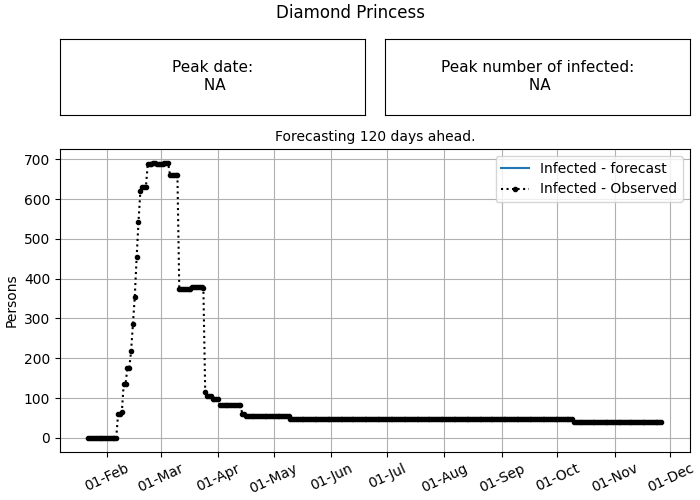 Diamond Princess
Peak date:
NA
Peak number of infected:
NA
Forecasting 120 days ahead.
Infected - forecast
Infected - Observed
Persons
700
600
500
400
300
200
100
0
01-Feb
01-Mar
01-Apr
01-May
01-Jun
01-Jul
01-Aug
01-Sep
01-Oct
01-Nov
01-Dec